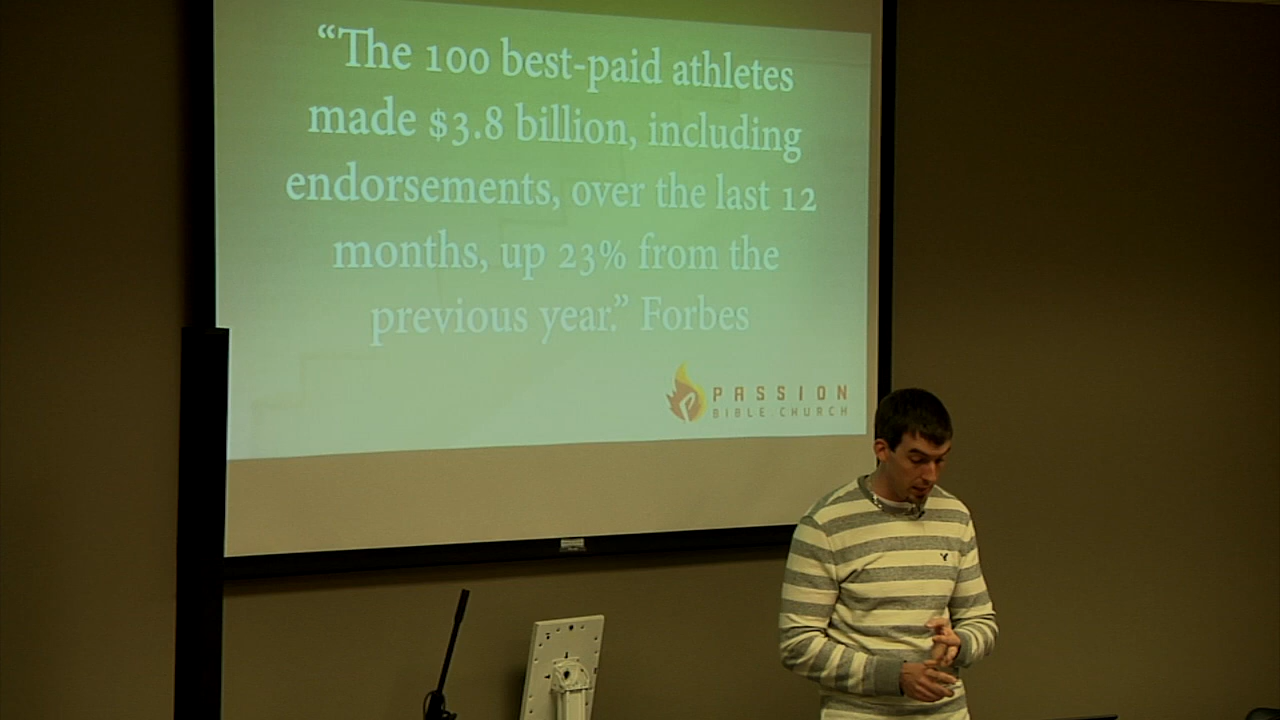 “The 100 best-paid athletes
made $3.8 billion, including
endorsements, over the last 12
months, up 23% from the
previous year.” Forbes
PASSION
BIBLE.CHURCH